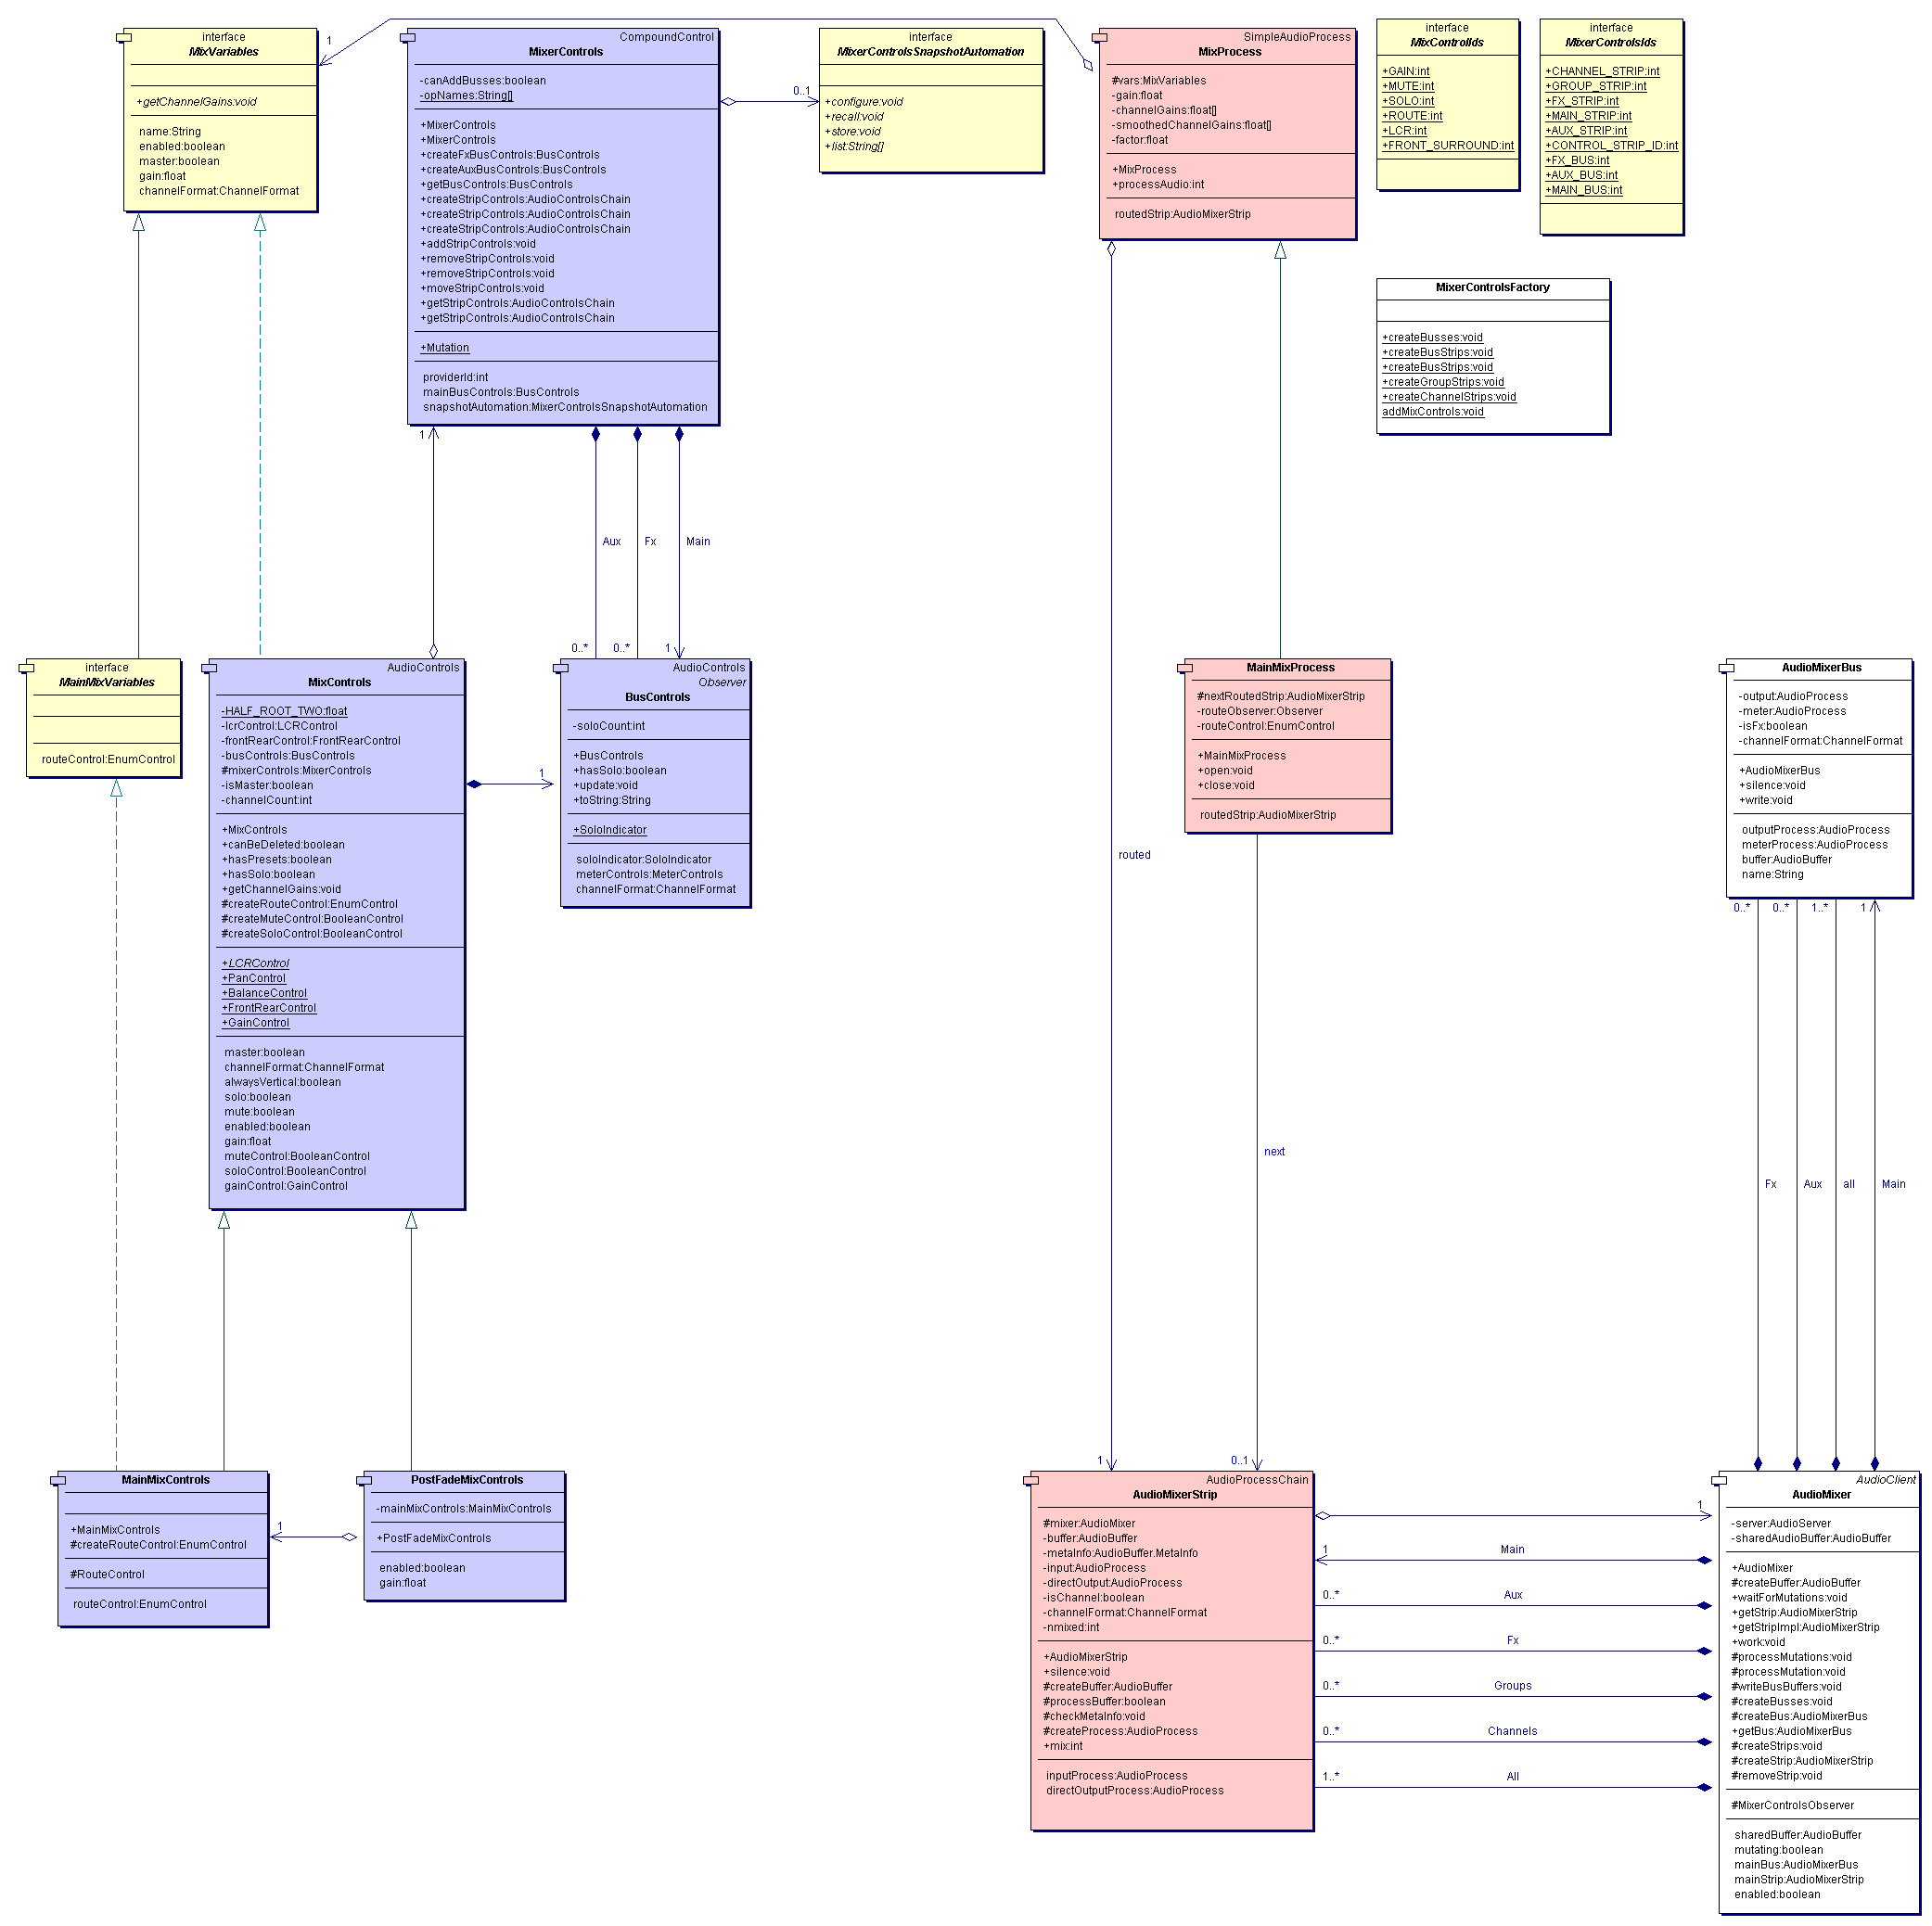 interface
MixVariables
+getChannelGains:void
name:String
enabled:boolean
master:boolean
gain:float
channelFormat:ChannelFormat
1
CompoundControl
MixerControls
-canAddBusses:boolean
-opNames:String[]
+MixerControls
+MixerControls
+createFxBusControls:BusControls
+createAuxBusControls:BusControls
+getBusControls:BusControls
+createStripControls:AudioControlsChain
+createStripControls:AudioControlsChain
+createStripControls:AudioControlsChain
+addStripControls:void
+removeStripControls:void
+removeStripControls:void
+moveStripControls:void
+getStripControls:AudioControlsChain
+getStripControls:AudioControlsChain
+Mutation
providerId:int
mainBusControls:BusControls
snapshotAutomation:MixerControlsSnapshotAutomation
0..1
interface
MixerControlsSnapshotAutomation
+configure:void
+recall:void
+store:void
+list:String[]
SimpleAudioProcess
MixProcess
#vars:MixVariables
-gain:float
-channelGains:float[]
-smoothedChannelGains:float[]
-factor:float
+MixProcess
+processAudio:int
routedStrip:AudioMixerStrip
interface
MixControlIds
+GAIN:int
+MUTE:int
+SOLO:int
+ROUTE:int
+LCR:int
+FRONT_SURROUND:int
interface
MixerControlsIds
+CHANNEL_STRIP:int
+GROUP_STRIP:int
+FX_STRIP:int
+MAIN_STRIP:int
+AUX_STRIP:int
+CONTROL_STRIP_ID:int
+FX_BUS:int
+AUX_BUS:int
+MAIN_BUS:int
MixerControlsFactory
+createBusses:void
+createBusStrips:void
+createBusStrips:void
+createGroupStrips:void
+createChannelStrips:void
addMixControls:void
1
Aux
Fx
Main
0..*
0..*
1
interface
MainMixVariables
routeControl:EnumControl
AudioControls
MixControls
-HALF_ROOT_TWO:float
-lcrControl:LCRControl
-frontRearControl:FrontRearControl
-busControls:BusControls
#mixerControls:MixerControls
-isMaster:boolean
-channelCount:int
+MixControls
+canBeDeleted:boolean
+hasPresets:boolean
+hasSolo:boolean
+getChannelGains:void
#createRouteControl:EnumControl
#createMuteControl:BooleanControl
#createSoloControl:BooleanControl
+LCRControl
+PanControl
+BalanceControl
+FrontRearControl
+GainControl
master:boolean
channelFormat:ChannelFormat
alwaysVertical:boolean
solo:boolean
mute:boolean
enabled:boolean
gain:float
muteControl:BooleanControl
soloControl:BooleanControl
gainControl:GainControl
1
AudioControls
Observer
BusControls
-soloCount:int
+BusControls
+hasSolo:boolean
+update:void
+toString:String
+SoloIndicator
soloIndicator:SoloIndicator
meterControls:MeterControls
channelFormat:ChannelFormat
MainMixProcess
#nextRoutedStrip:AudioMixerStrip
-routeObserver:Observer
-routeControl:EnumControl
+MainMixProcess
+open:void
+close:void
routedStrip:AudioMixerStrip
routed
next
AudioMixerBus
-output:AudioProcess
-meter:AudioProcess
-isFx:boolean
-channelFormat:ChannelFormat
+AudioMixerBus
+silence:void
+write:void
outputProcess:AudioProcess
meterProcess:AudioProcess
buffer:AudioBuffer
name:String
0..*
0..*
1..*
1
Fx
Aux
all
Main
MainMixControls
+MainMixControls
#createRouteControl:EnumControl
#RouteControl
routeControl:EnumControl
1
PostFadeMixControls
-mainMixControls:MainMixControls
+PostFadeMixControls
enabled:boolean
gain:float
1
0..1
AudioProcessChain
AudioMixerStrip
#mixer:AudioMixer
-buffer:AudioBuffer
-metaInfo:AudioBuffer.MetaInfo
-input:AudioProcess
-directOutput:AudioProcess
-isChannel:boolean
-channelFormat:ChannelFormat
-nmixed:int
+AudioMixerStrip
+silence:void
#createBuffer:AudioBuffer
#processBuffer:boolean
#checkMetaInfo:void
#createProcess:AudioProcess
+mix:int
inputProcess:AudioProcess
directOutputProcess:AudioProcess
1
1 Main
0..* Aux
0..* Fx
0..* Groups
0..* Channels
1..* All
AudioClient
AudioMixer
-server:AudioServer
-sharedAudioBuffer:AudioBuffer
+AudioMixer
#createBuffer:AudioBuffer
+waitForMutations:void
+getStrip:AudioMixerStrip
+getStripImpl:AudioMixerStrip
+work:void
#processMutations:void
#processMutation:void
#writeBusBuffers:void
#createBusses:void
#createBus:AudioMixerBus
+getBus:AudioMixerBus
#createStrips:void
#createStrip:AudioMixerStrip
#removeStrip:void
#MixerControlsObserver
sharedBuffer:AudioBuffer
mutating:boolean
mainBus:AudioMixerBus
mainStrip:AudioMixerStrip
enabled:boolean